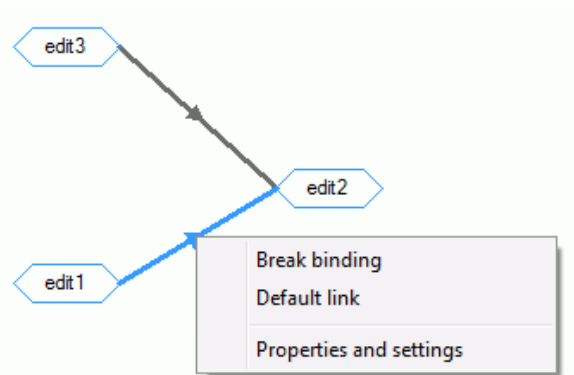 edit3
edit2
edit1
Break binding
Default link
Properties and settings